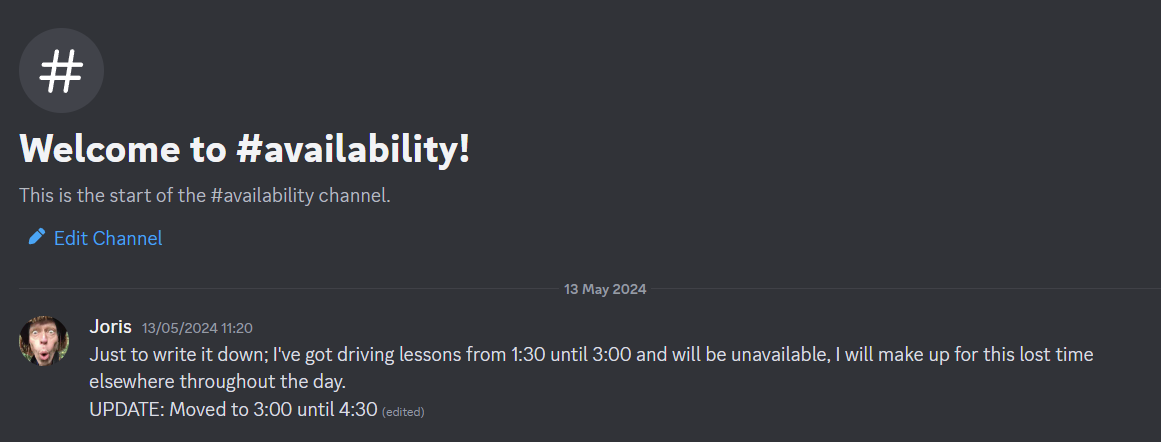 #
Welcome to #availability!
This is the start of the #availability channel.
Edit Channel
13 May 2024
Joris 13/05/2024 11:20
Just to write it down; I've got driving lessons from 1:30 until 3:00 and will be unavailable, I will make up for this lost time
elsewhere throughout the day.
UPDATE: Moved to 3:00 until 4:30 (edited)